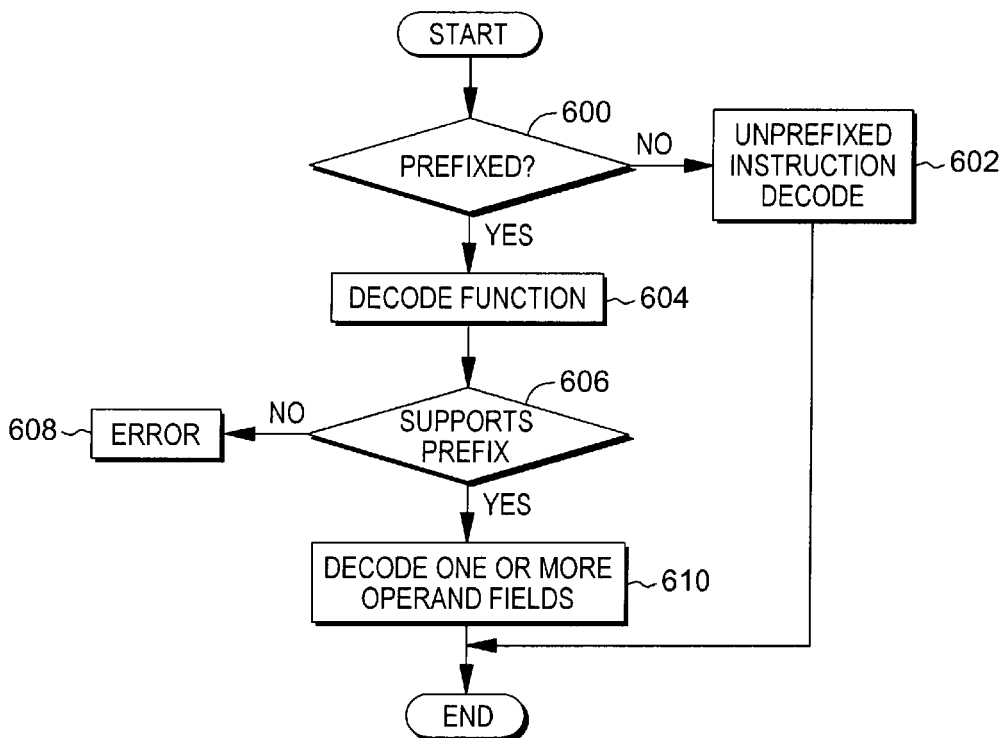 START
600
PREFIXED?
NO
UNPREFIXED
INSTRUCTION
DECODE
602
YES
DECODE FUNCTION
604
606
SUPPORTS
PREFIX
NO
ERROR
608
YES
DECODE ONE OR MORE
OPERAND FIELDS
610
END